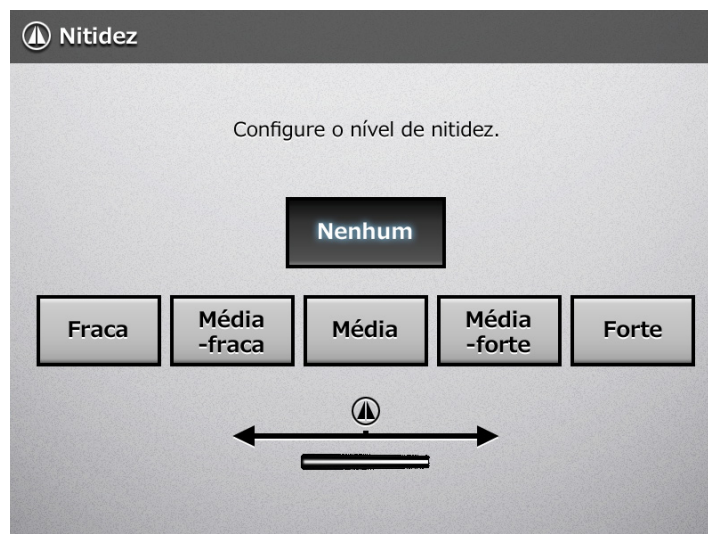 Nitidez
Configure o nível de nitidez.
Nenhum
Fraca
Média
-fraca
Média
Média
-forte
Forte